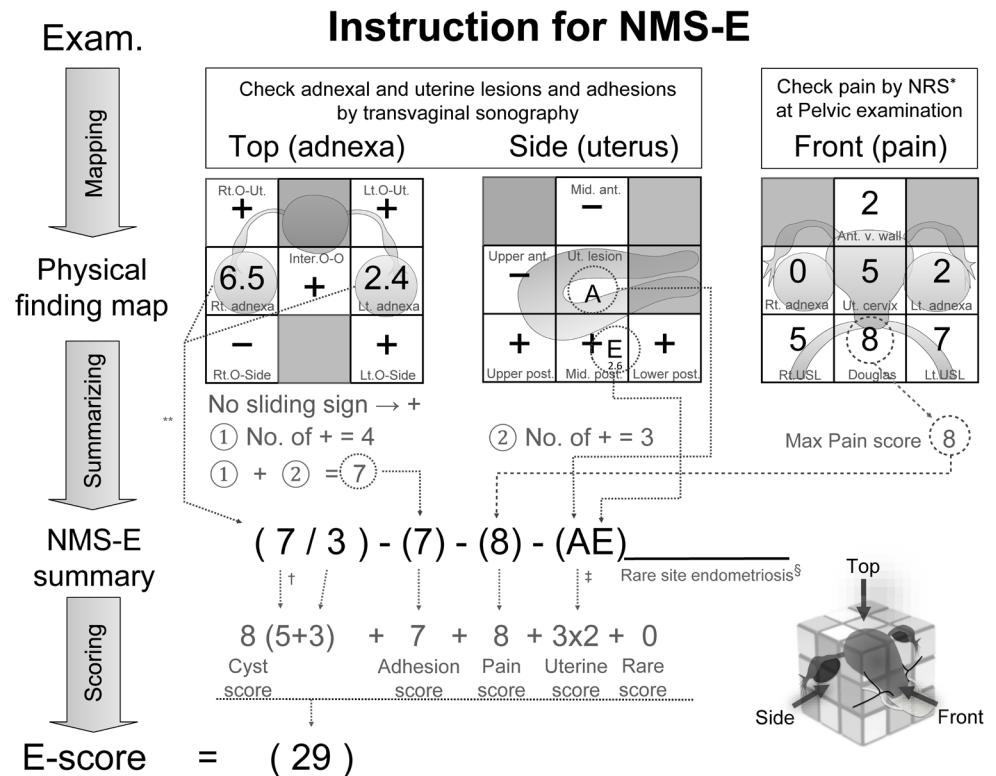 Instruction for NMS-E
Exam.
Mapping
Physical
finding map
Summarizing
NMS-E
summary
Scoring
E-score = ( 29 )
Check adnexal and uterine lesions and adhesions
by transvaginal sonography
Top (adnexa)
Side (uterus)
Check pain by NRS*
at Pelvic examination
Front (pain)
Rt.O-Ut.
+
Lt.O-Ut.
+
6.5
Rt. adnexa
Inter.O-O
+
2.4
Lt. adnexa
−
Rt.O-Side
+
Lt.O-Side
Mid. ant.
−
Upper ant.
−
Ut. lesion
A
+
Upper post.
+
E
2.6
Mid. post.
+
Lower post.
2
Ant. v. wall
0
Rt. adnexa
5
Ut. cervix
2
Lt. adnexa
5
Rt.USL
8
Douglas
7
Lt.USL
No sliding sign → +
① No. of + = 4
① + ② = 7
② No. of + = 3
Max Pain score 8
**
( 7 / 3 ) - (7) - (8) - (AE)
Rare site endometriosis§
†
‡
8 (5+3) + 7 + 8 + 3x2 + 0
Cyst
score
Adhesion
score
Pain
score
Uterine
score
Rare
score
Top
Side
Front